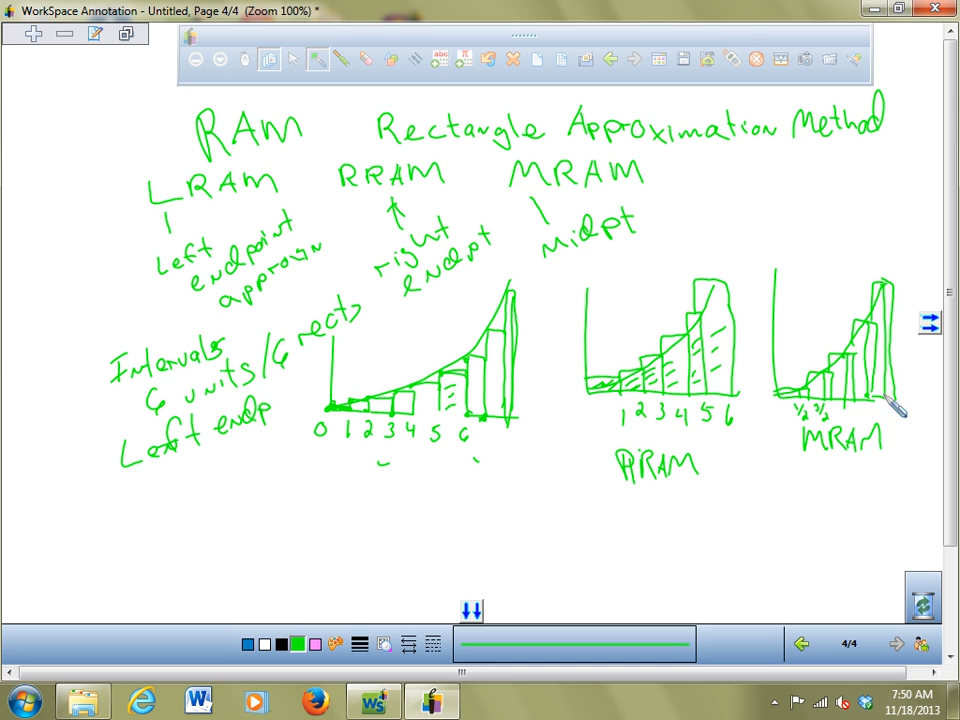 WorkSpace Annotation - Untitled, Page 4/4 (Zoom 100%) *
abc
π
RAM Rectangle Approximation Method
LRAM RRAM MRAM
Left
endpoint
right
endpt
midpt
Intervals
6 units/6 rects
Left endp
0 1 2 3 4 5 6
1 2 3 4 5 6
1/2 3/2
RRAM
MRAM
4/4
W
WS
7:50 AM
11/18/2013